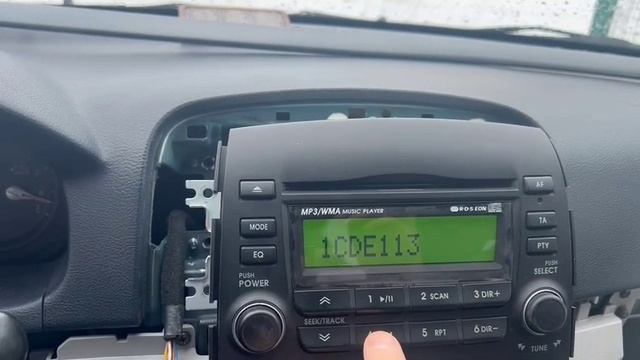 AF
MP3/WMA MUSIC PLAYER
RDS EON
MODE
TA
1CDE113
EQ
PTY
PUSH
POWER
PUSH
SELECT
1 ▶/II
2 SCAN
3 DIR+
SEEK/TRACK
5 RPT
6 DIR−
TUNE